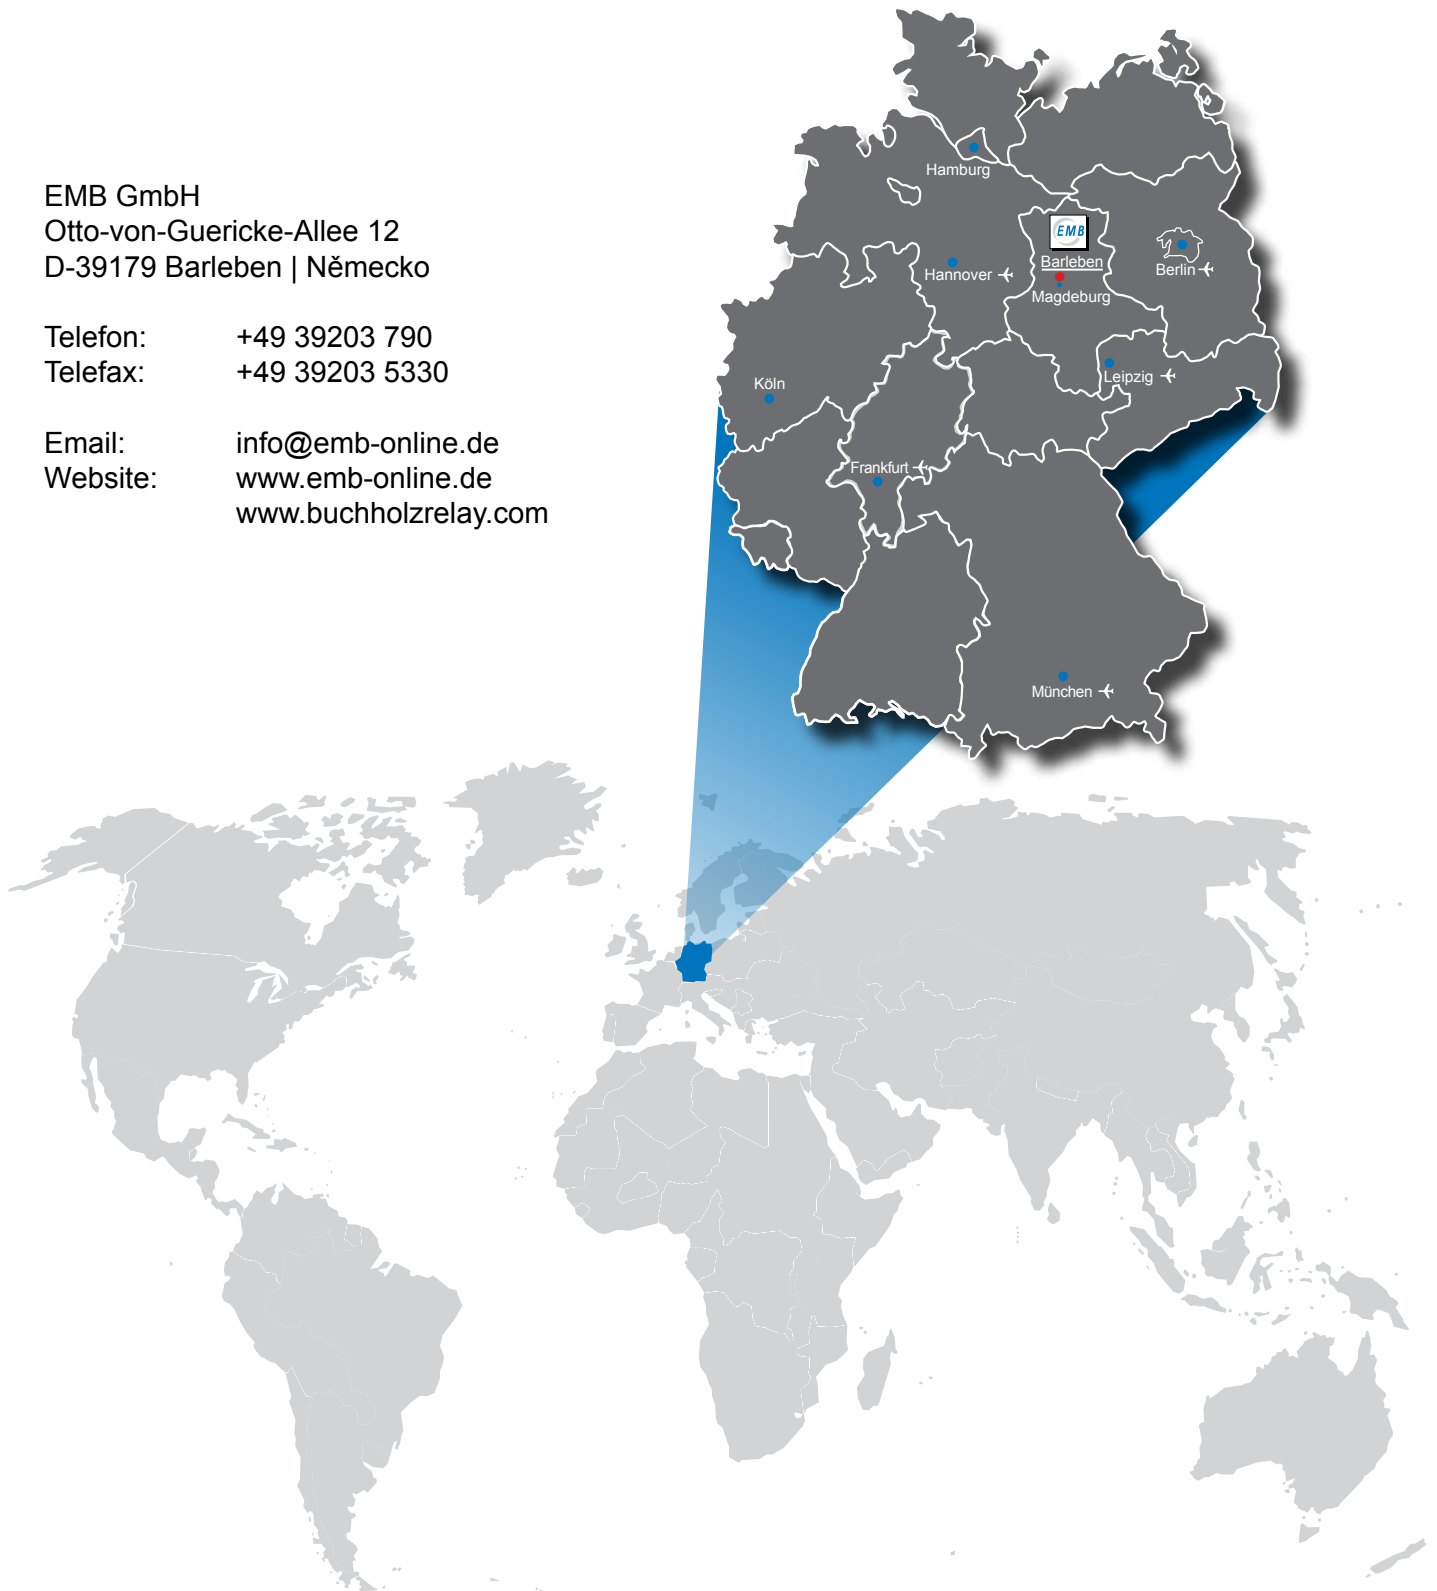 EMB GmbH
Otto-von-Guericke-Allee 12
D-39179 Barleben | Německo
Telefon: +49 39203 790
Telefax: +49 39203 5330
Email: info@emb-online.de
Website: www.emb-online.de
www.buchholzrelay.com
Hamburg
EMB
Barleben
Berlin
Hannover
Magdeburg
Leipzig
Köln
Frankfurt
München